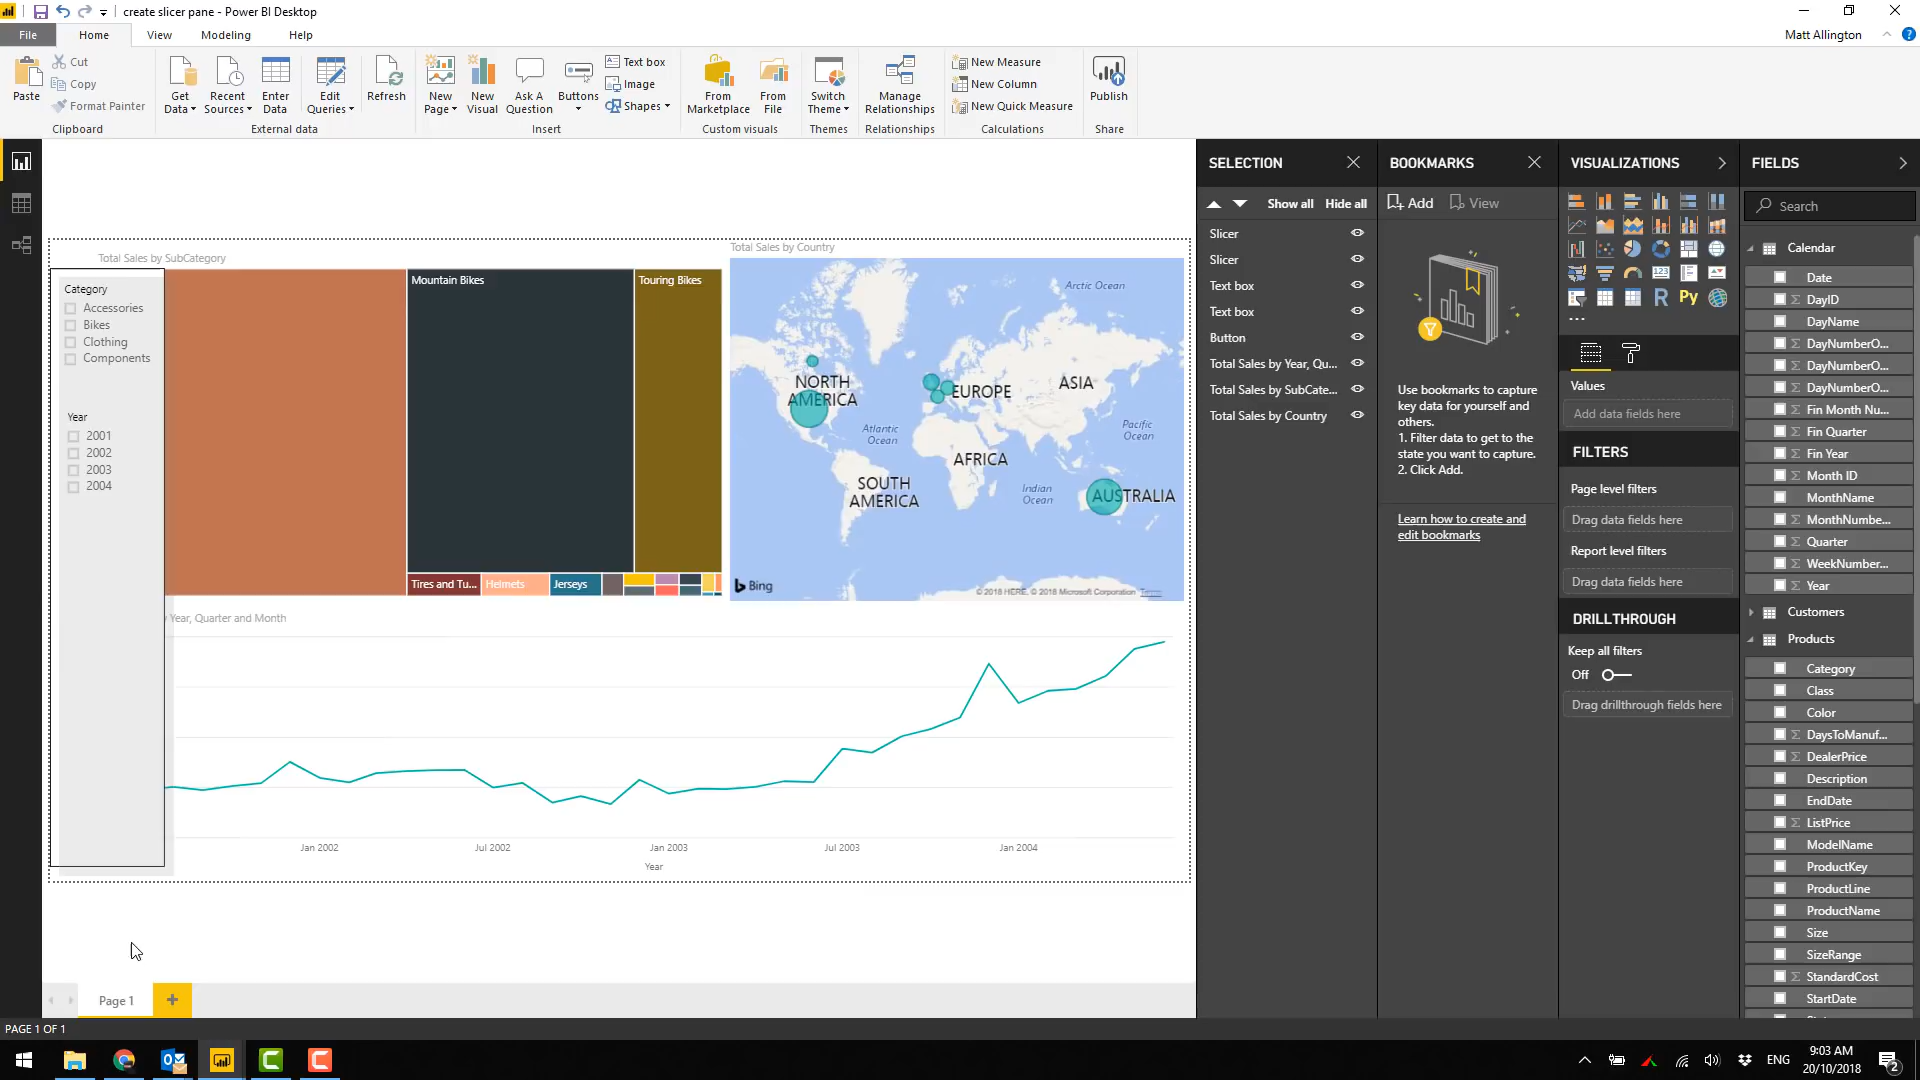 create slicer pane - Power BI Desktop
File
Home
View
Modeling
Help
Matt Allington
Paste
Cut
Copy
Format Painter
Clipboard
Get Data
Recent Sources
Enter Data
Edit Queries
Refresh
External data
New Page
New Visual
Ask A Question
Buttons
Text box
Image
Shapes
Insert
From Marketplace
From File
Custom visuals
Switch Theme
Themes
Manage Relationships
Relationships
New Measure
New Column
New Quick Measure
Calculations
Publish
Share
Total Sales by SubCategory
Category
Accessories
Bikes
Clothing
Components
Year
2001
2002
2003
2004
Mountain Bikes
Touring Bikes
Tires and Tu...
Helmets
Jerseys
Total Sales by Country
Arctic Ocean
NORTH AMERICA
EUROPE
ASIA
Atlantic Ocean
Pacific Ocean
AFRICA
SOUTH AMERICA
Indian Ocean
AUSTRALIA
Bing
© 2018 HERE, © 2018 Microsoft Corporation Terms
Year, Quarter and Month
Jan 2002
Jul 2002
Jan 2003
Jul 2003
Jan 2004
Year
Page 1
PAGE 1 OF 1
SELECTION
Show all
Hide all
Slicer
Slicer
Text box
Text box
Button
Total Sales by Year, Qu...
Total Sales by SubCate...
Total Sales by Country
BOOKMARKS
Add
View
Use bookmarks to capture
key data for yourself and
others.
1. Filter data to get to the
state you want to capture.
2. Click Add.
Learn how to create and
edit bookmarks
VISUALIZATIONS
R
Py
Values
Add data fields here
FILTERS
Page level filters
Drag data fields here
Report level filters
Drag data fields here
DRILLTHROUGH
Keep all filters
Off
Drag drillthrough fields here
FIELDS
Search
Calendar
Date
DayID
DayName
DayNumberO...
DayNumberO...
DayNumberO...
Fin Month Nu...
Fin Quarter
Fin Year
Month ID
MonthName
MonthNumbe...
Quarter
WeekNumber...
Year
Customers
Products
Category
Class
Color
DaysToManuf...
DealerPrice
Description
EndDate
ListPrice
ModelName
ProductKey
ProductLine
ProductName
Size
SizeRange
StandardCost
StartDate
ENG
9:03 AM
20/10/2018
2